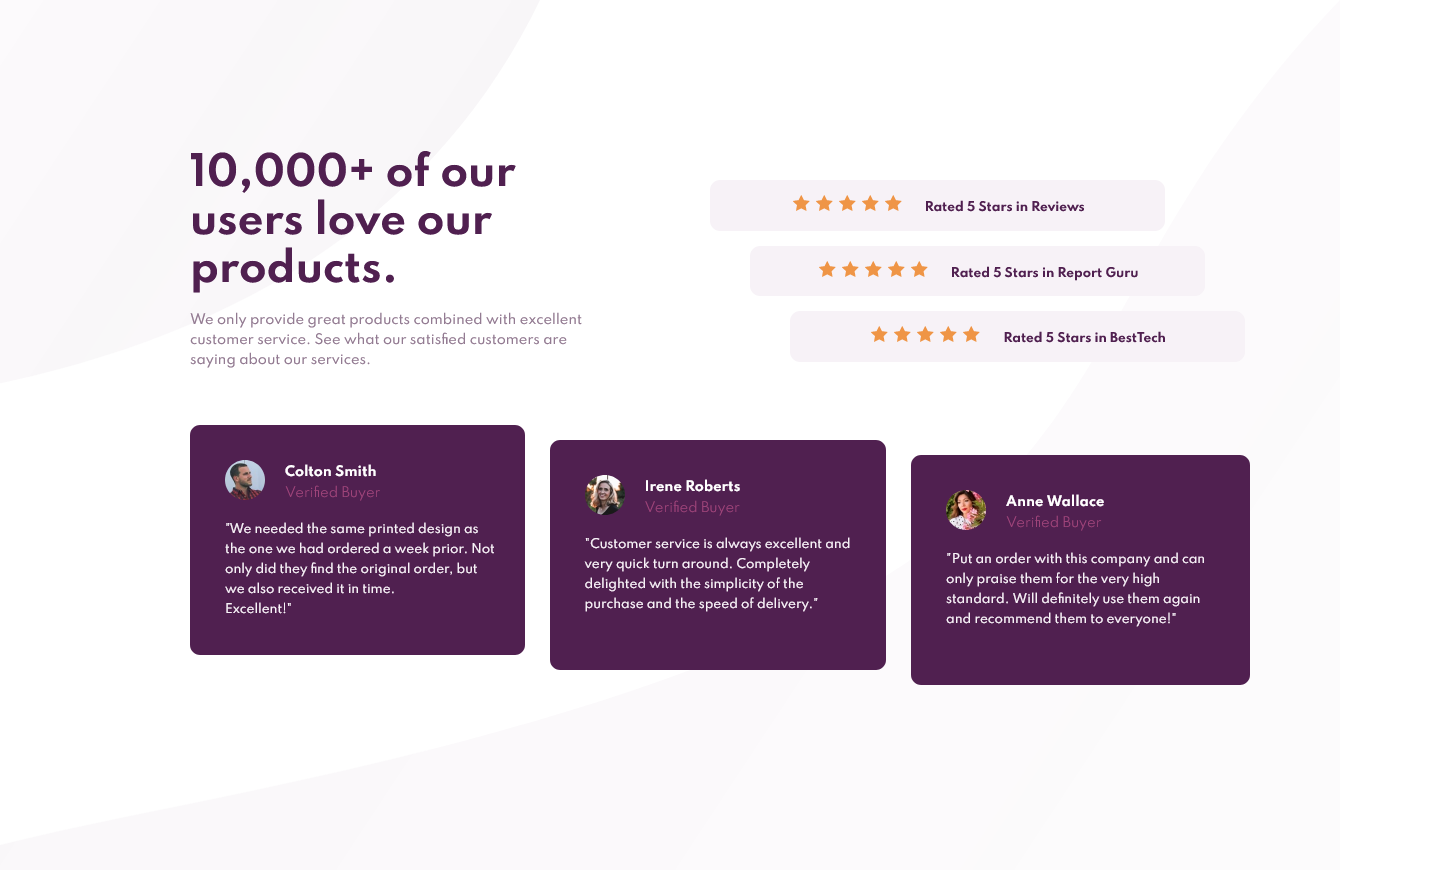 10,000+ of our
users love our
products.
We only provide great products combined with excellent
customer service. See what our satisfied customers are
saying about our services.
Rated 5 Stars in Reviews
Rated 5 Stars in Report Guru
Rated 5 Stars in BestTech
Colton Smith
Verified Buyer
"We needed the same printed design as
the one we had ordered a week prior. Not
only did they find the original order, but
we also received it in time.
Excellent!"
Irene Roberts
Verified Buyer
"Customer service is always excellent and
very quick turn around. Completely
delighted with the simplicity of the
purchase and the speed of delivery."
Anne Wallace
Verified Buyer
"Put an order with this company and can
only praise them for the very high
standard. Will definitely use them again
and recommend them to everyone!"